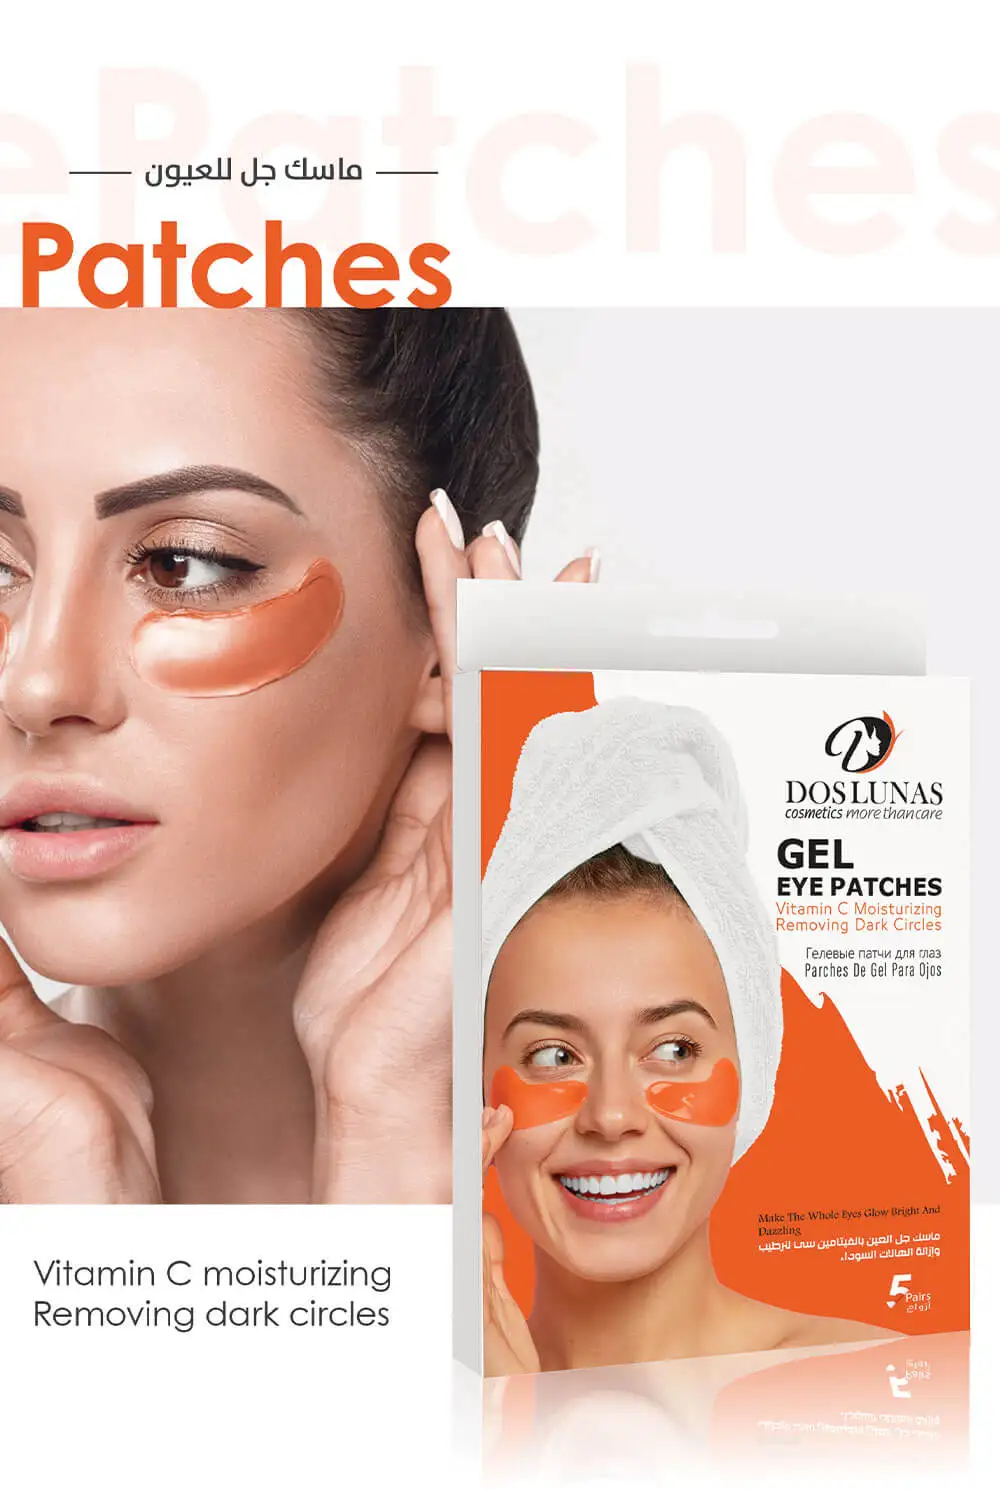 ePatches
ماسك جل للعيون
Patches
DOSLUNAS
cosmetics more than care
GEL
EYE PATCHES
Vitamin C Moisturizing
Removing Dark Circles
Гелевые патчи для глаз
Parches De Gel Para Ojos
Make The Whole Eyes Glow Bright And
Dazzling
ماسك جل العين بالفيتامين سي لترطيب
وإزالة الهالات السوداء
5 Pairs
أزواج
Vitamin C moisturizing
Removing dark circles